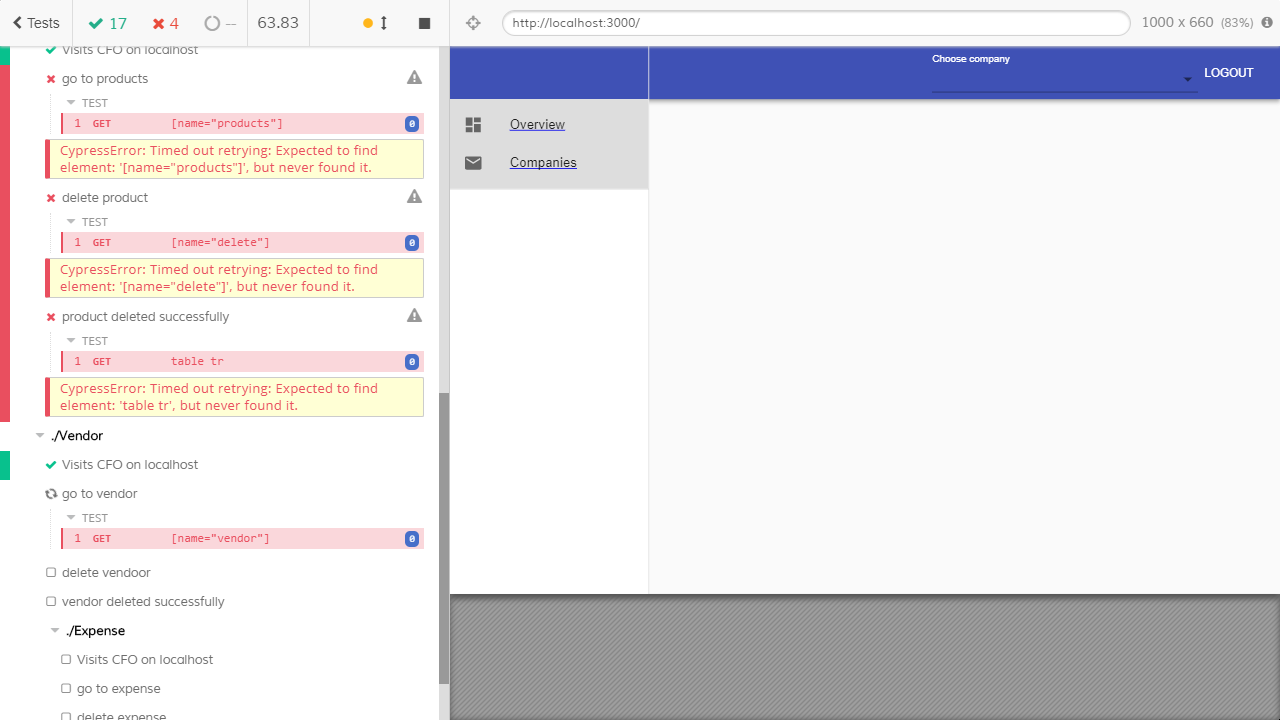 Tests 17 4 -- 63.83
http://localhost:3000/ 1000 x 660 (83%)
Visits CFO on localhost
go to products
TEST
1 GET [name="products"] 0
CypressError: Timed out retrying: Expected to find
element: '[name="products"]', but never found it.
delete product
TEST
1 GET [name="delete"] 0
CypressError: Timed out retrying: Expected to find
element: '[name="delete"]', but never found it.
product deleted successfully
TEST
1 GET table tr 0
CypressError: Timed out retrying: Expected to find
element: 'table tr', but never found it.
./Vendor
Visits CFO on localhost
go to vendor
TEST
1 GET [name="vendor"] 0
delete vendoor
vendor deleted successfully
./Expense
Visits CFO on localhost
go to expense
delete expense
Choose company
LOGOUT
Overview
Companies